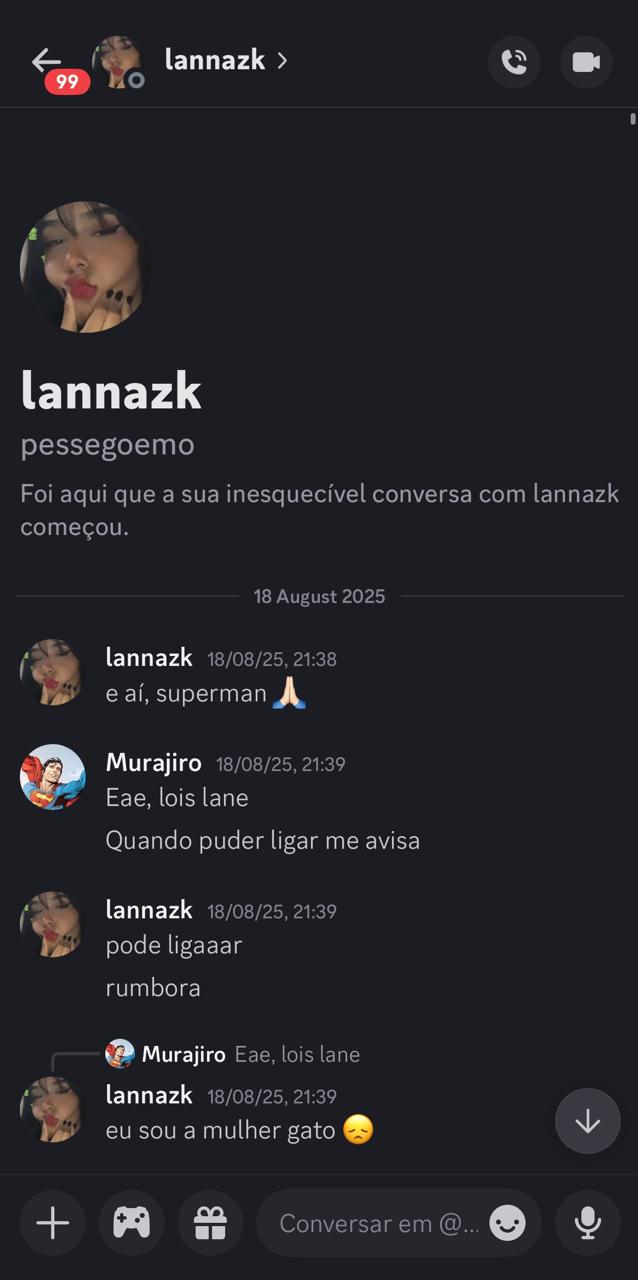 99
lannazk
lannazk
pessegoemo
Foi aqui que a sua inesquecível conversa com lannazk
começou.
18 August 2025
lannazk 18/08/25, 21:38
e aí, superman 🙏🏻
Murajiro 18/08/25, 21:39
Eae, lois lane
Quando puder ligar me avisa
lannazk 18/08/25, 21:39
pode ligaaar
rumbora
Murajiro Eae, lois lane
lannazk 18/08/25, 21:39
eu sou a mulher gato 😞
Conversar em @...